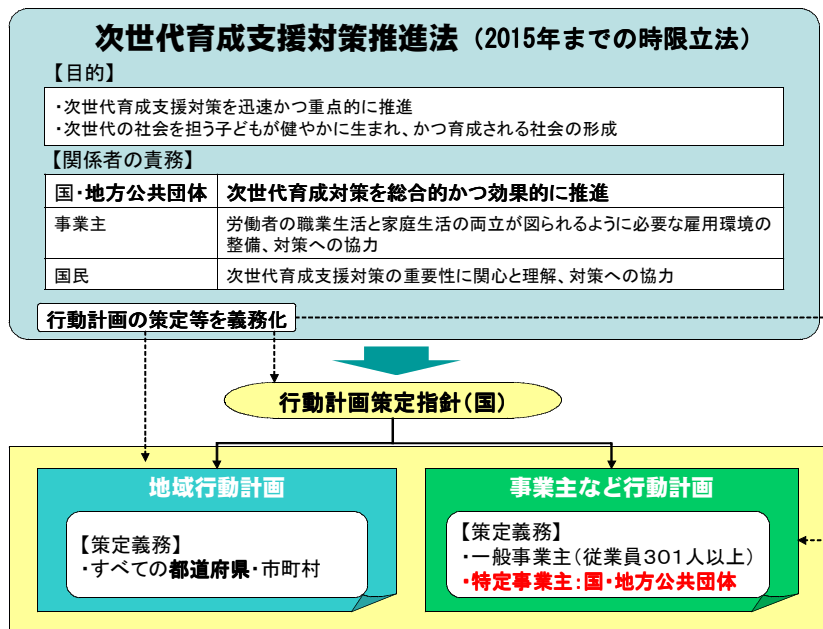 次世代育成支援対策推進法（2015年までの時限立法）
【目的】
・次世代育成支援対策を迅速かつ重点的に推進
・次世代の社会を担う子どもが健やかに生まれ、かつ育成される社会の形成
【関係者の責務】
国・地方公共団体 次世代育成対策を総合的かつ効果的に推進
事業主 労働者の職業生活と家庭生活の両立が図られるように必要な雇用環境の
整備、対策への協力
国民 次世代育成支援対策の重要性に関心と理解、対策への協力
行動計画の策定等を義務化
行動計画策定指針（国）
地域行動計画
【策定義務】
・すべての都道府県・市町村
事業主など行動計画
【策定義務】
・一般事業主（従業員３０１人以上）
・特定事業主：国・地方公共団体